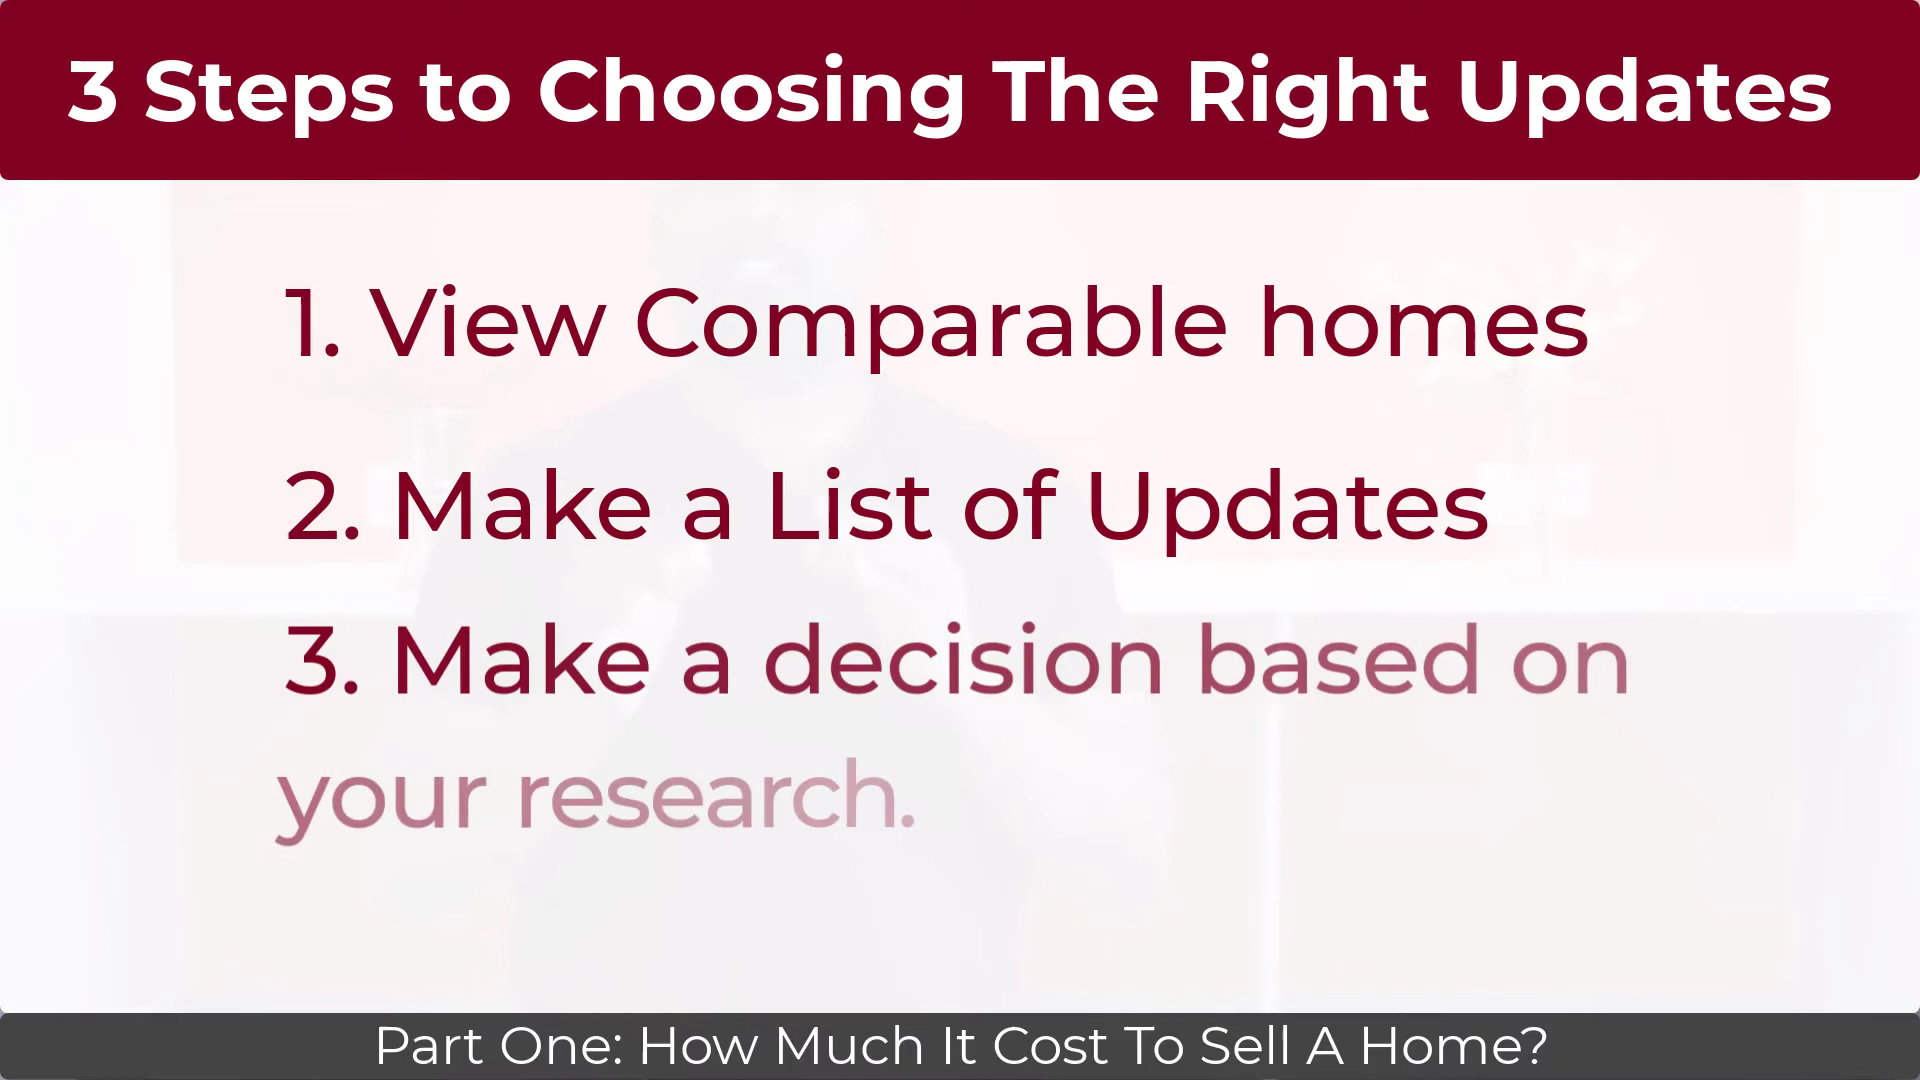 3 Steps to Choosing The Right Updates
1. View Comparable homes
2. Make a List of Updates
3. Make a decision based on
your research.
Part One: How Much It Cost To Sell A Home?